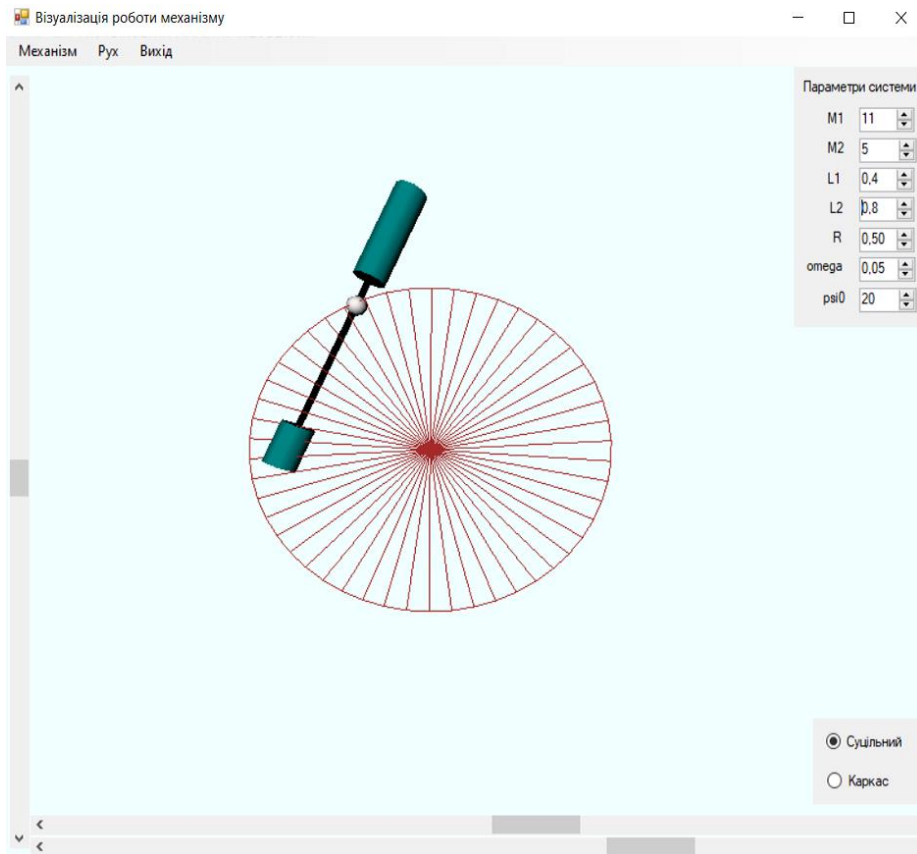 Візуалізація роботи механізму
Механізм Рух Вихід
Параметри системи
M1 11
M2 5
L1 0,4
L2 0,8
R 0,50
omega 0,05
psi0 20
Суцільний
Каркас